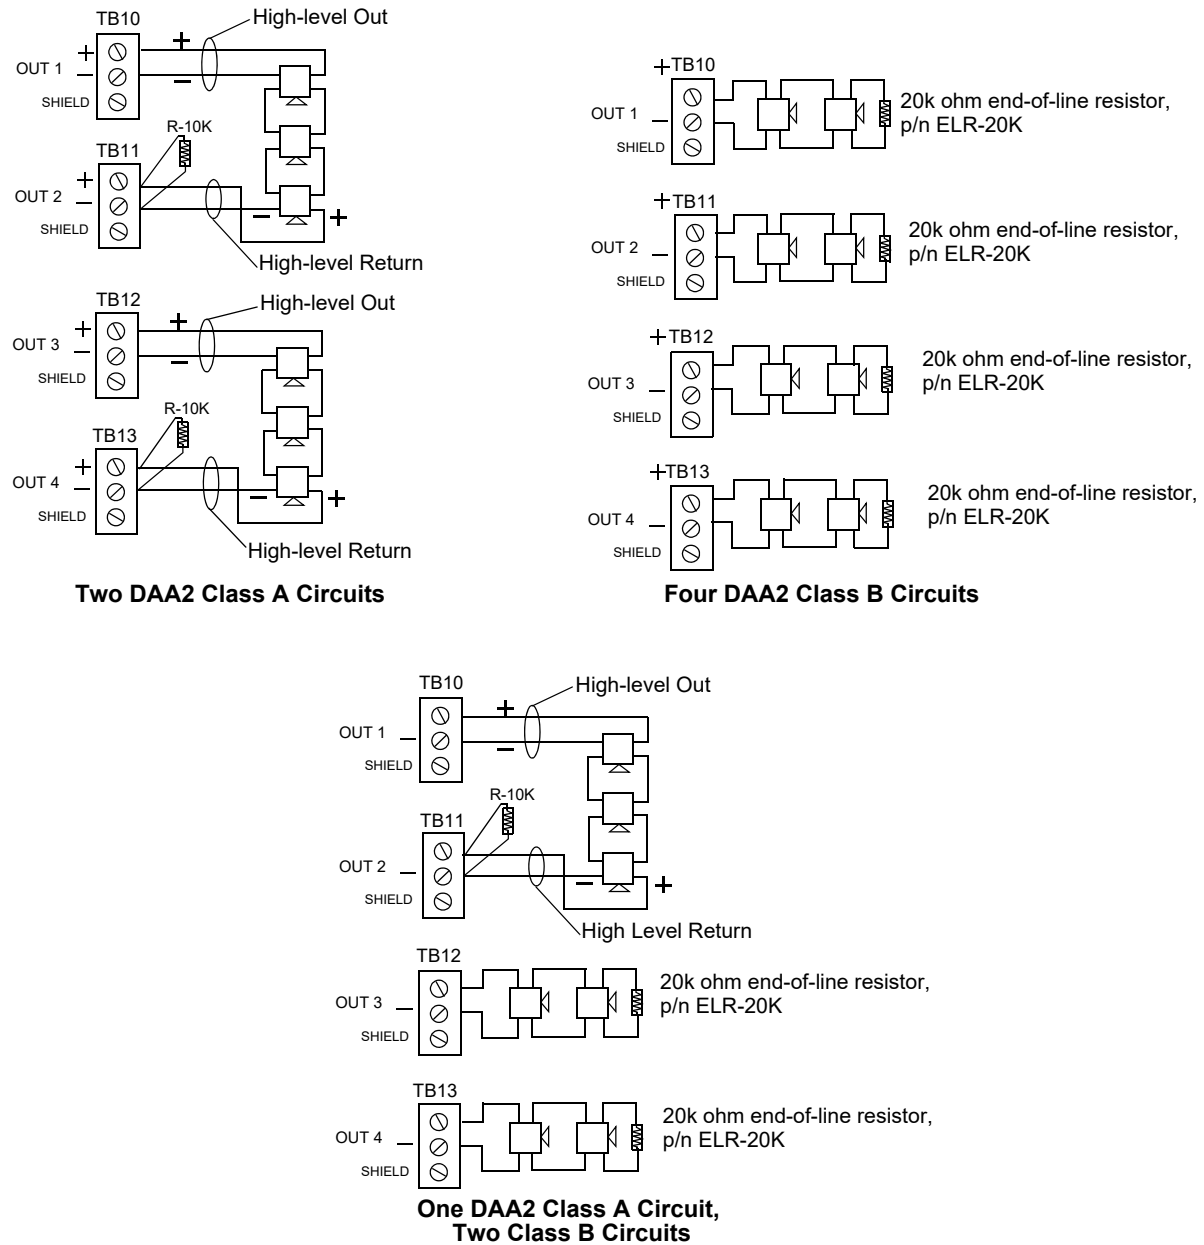 TB10
High-level Out
+
+
OUT 1 –
–
SHIELD
R-10K
TB11
+
OUT 2 –
– +
SHIELD
High-level Return
TB12
High-level Out
+
+
OUT 3 –
–
SHIELD
R-10K
TB13
+
OUT 4 –
– +
SHIELD
High-level Return
Two DAA2 Class A Circuits
+TB10
OUT 1 –
SHIELD
20k ohm end-of-line resistor,
p/n ELR-20K
+TB11
OUT 2 –
SHIELD
20k ohm end-of-line resistor,
p/n ELR-20K
+TB12
OUT 3 –
SHIELD
20k ohm end-of-line resistor,
p/n ELR-20K
+TB13
OUT 4 –
SHIELD
20k ohm end-of-line resistor,
p/n ELR-20K
Four DAA2 Class B Circuits
TB10
High-level Out
+
OUT 1 –
–
SHIELD
R-10K
TB11
OUT 2 –
– +
SHIELD
High Level Return
TB12
OUT 3 –
SHIELD
20k ohm end-of-line resistor,
p/n ELR-20K
TB13
OUT 4 –
SHIELD
20k ohm end-of-line resistor,
p/n ELR-20K
One DAA2 Class A Circuit,
Two Class B Circuits